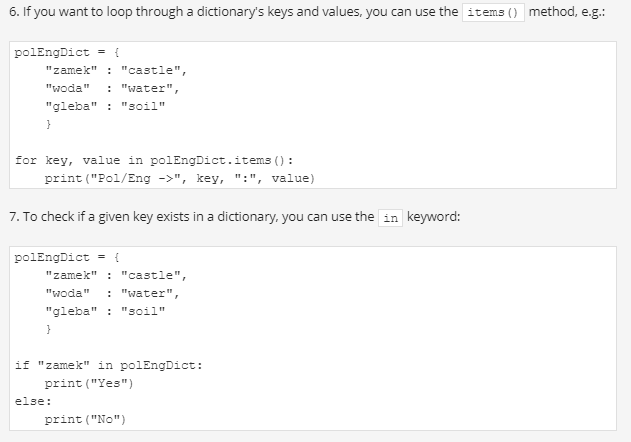 6. If you want to loop through a dictionary's keys and values, you can use the items() method, e.g.:
polEngDict = {
    "zamek" : "castle",
    "woda"  : "water",
    "gleba" : "soil"
    }
for key, value in polEngDict.items():
    print("Pol/Eng ->", key, ":", value)
7. To check if a given key exists in a dictionary, you can use the in keyword:
polEngDict = {
    "zamek" : "castle",
    "woda"  : "water",
    "gleba" : "soil"
    }
if "zamek" in polEngDict:
    print("Yes")
else:
    print("No")